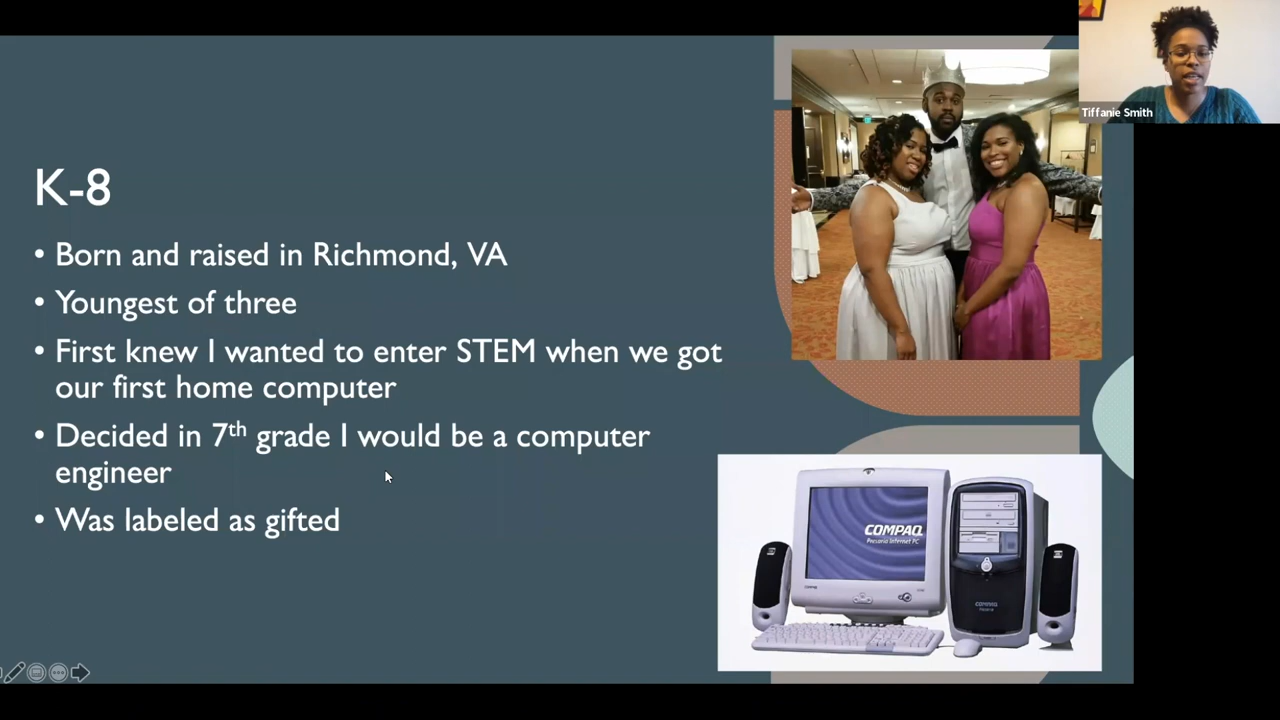 Tiffanie Smith
K-8
• Born and raised in Richmond, VA
• Youngest of three
• First knew I wanted to enter STEM when we got
our first home computer
• Decided in 7th grade I would be a computer
engineer
• Was labeled as gifted
COMPAQ
Presario Internet PC
COMPAQ